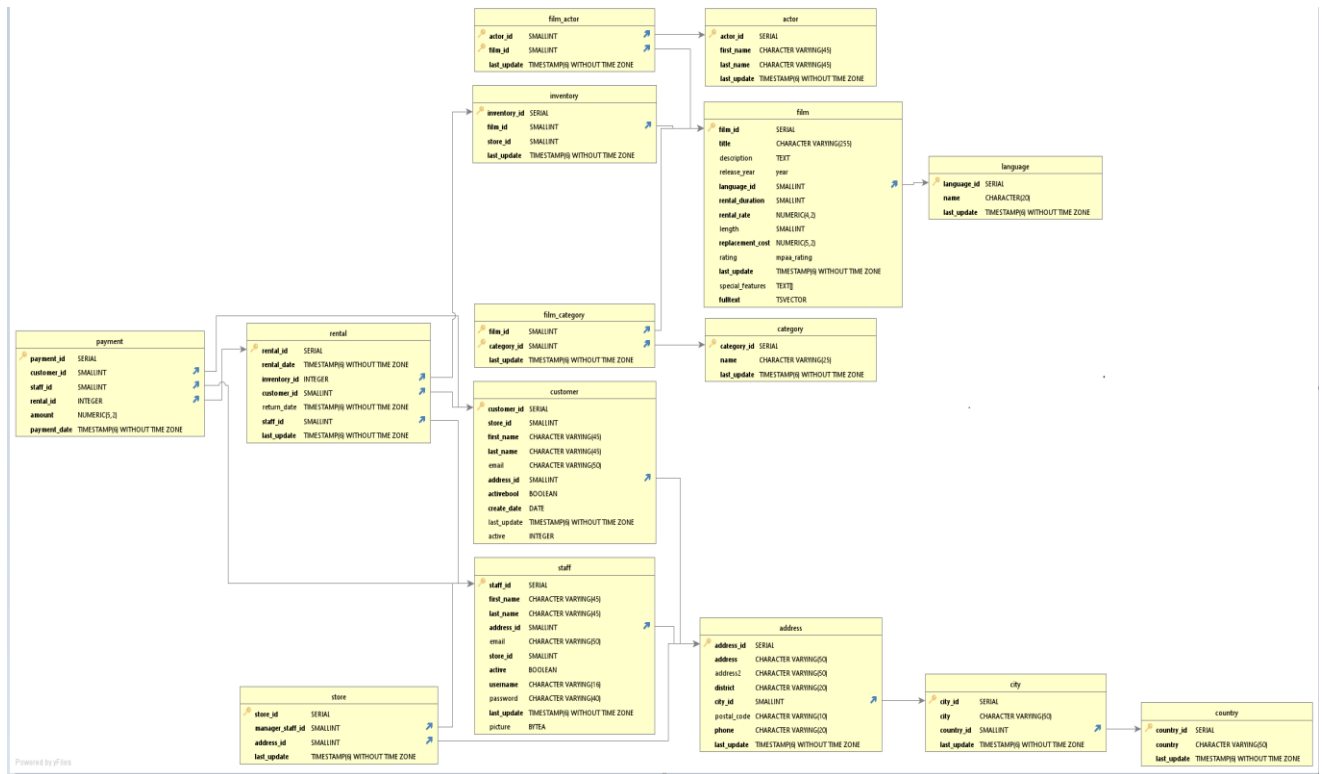 film_actor
actor_id SMALLINT
film_id SMALLINT
last_update TIMESTAMP(6) WITHOUT TIME ZONE
actor
actor_id SERIAL
first_name CHARACTER VARYING(45)
last_name CHARACTER VARYING(45)
last_update TIMESTAMP(6) WITHOUT TIME ZONE
inventory
inventory_id SERIAL
film_id SMALLINT
store_id SMALLINT
last_update TIMESTAMP(6) WITHOUT TIME ZONE
film
film_id SERIAL
title CHARACTER VARYING(255)
description TEXT
release_year year
language_id SMALLINT
rental_duration SMALLINT
rental_rate NUMERIC(4,2)
length SMALLINT
replacement_cost NUMERIC(5,2)
rating mpaa_rating
last_update TIMESTAMP(6) WITHOUT TIME ZONE
special_features TEXT[]
fulltext TSVECTOR
language
language_id SERIAL
name CHARACTER(20)
last_update TIMESTAMP(6) WITHOUT TIME ZONE
film_category
film_id SMALLINT
category_id SMALLINT
last_update TIMESTAMP(6) WITHOUT TIME ZONE
category
category_id SERIAL
name CHARACTER VARYING(25)
last_update TIMESTAMP(6) WITHOUT TIME ZONE
payment
payment_id SERIAL
customer_id SMALLINT
staff_id SMALLINT
rental_id INTEGER
amount NUMERIC(5,2)
payment_date TIMESTAMP(6) WITHOUT TIME ZONE
rental
rental_id SERIAL
rental_date TIMESTAMP(6) WITHOUT TIME ZONE
inventory_id INTEGER
customer_id SMALLINT
return_date TIMESTAMP(6) WITHOUT TIME ZONE
staff_id SMALLINT
last_update TIMESTAMP(6) WITHOUT TIME ZONE
customer
customer_id SERIAL
store_id SMALLINT
first_name CHARACTER VARYING(45)
last_name CHARACTER VARYING(45)
email CHARACTER VARYING(50)
address_id SMALLINT
activebool BOOLEAN
create_date DATE
last_update TIMESTAMP(6) WITHOUT TIME ZONE
active INTEGER
staff
staff_id SERIAL
first_name CHARACTER VARYING(45)
last_name CHARACTER VARYING(45)
address_id SMALLINT
email CHARACTER VARYING(50)
store_id SMALLINT
active BOOLEAN
username CHARACTER VARYING(16)
password CHARACTER VARYING(40)
last_update TIMESTAMP(6) WITHOUT TIME ZONE
picture BYTEA
store
store_id SERIAL
manager_staff_id SMALLINT
address_id SMALLINT
last_update TIMESTAMP(6) WITHOUT TIME ZONE
address
address_id SERIAL
address CHARACTER VARYING(50)
address2 CHARACTER VARYING(50)
district CHARACTER VARYING(20)
city_id SMALLINT
postal_code CHARACTER VARYING(10)
phone CHARACTER VARYING(20)
last_update TIMESTAMP(6) WITHOUT TIME ZONE
city
city_id SERIAL
city CHARACTER VARYING(50)
country_id SMALLINT
last_update TIMESTAMP(6) WITHOUT TIME ZONE
country
country_id SERIAL
country CHARACTER VARYING(50)
last_update TIMESTAMP(6) WITHOUT TIME ZONE
Powered by yFiles